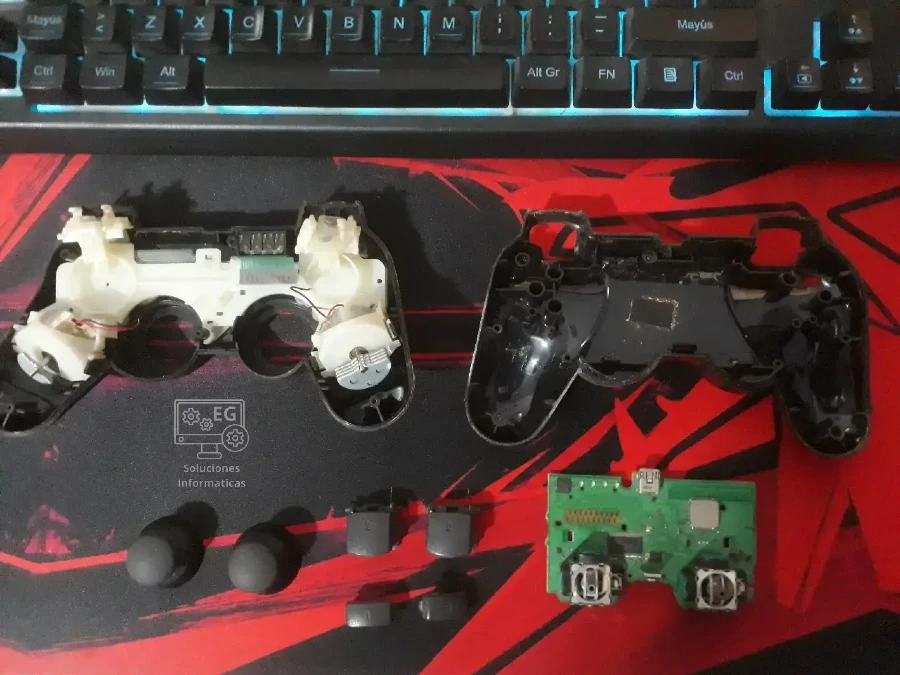 Mayús > < Z X C V B N M ; , : . _ - Mayús ↑
Ctrl Win Alt Alt Gr FN Ctrl ← ↓
EG
Soluciones
Informaticas